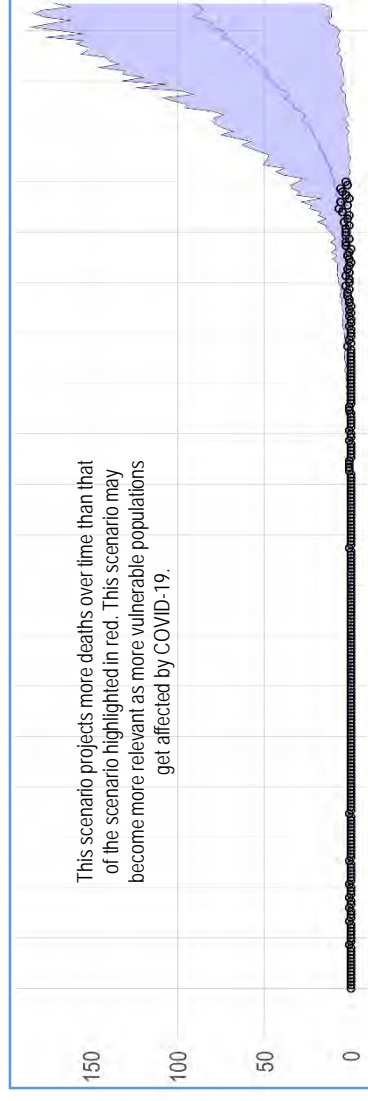 This scenario projects more deaths over time than that
of the scenario highlighted in red. This scenario may
become more relevant as more vulnerable populations
get affected by COVID-19.
150
100
50
0